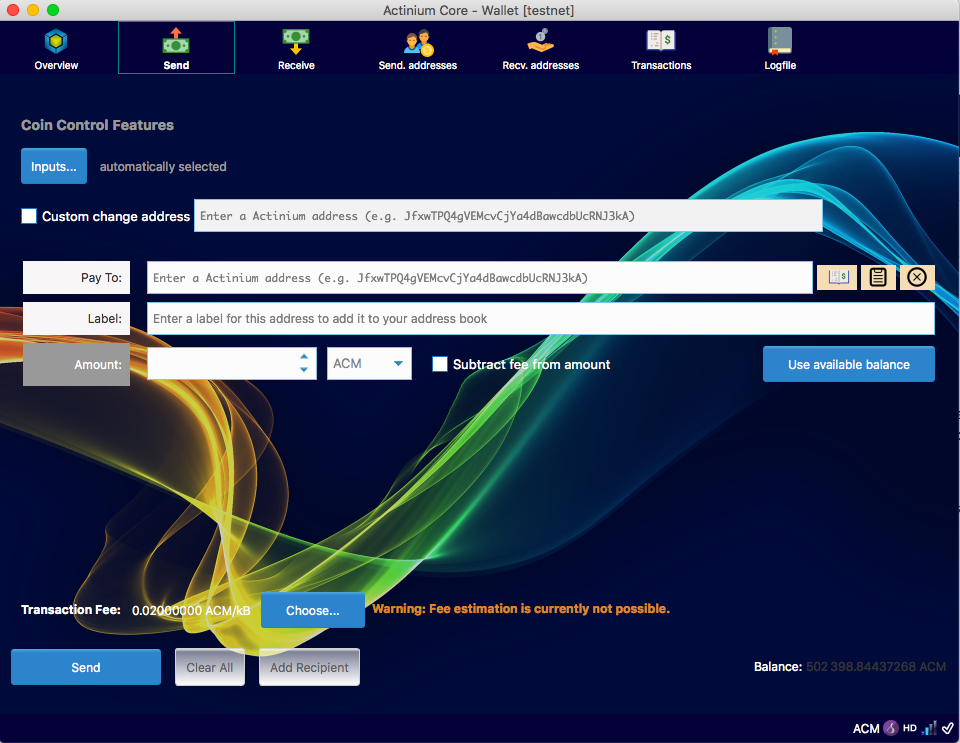 Actinium Core - Wallet [testnet]
Overview
Send
Receive
Send. addresses
Recv. addresses
Transactions
Logfile
Coin Control Features
Inputs...
automatically selected
Custom change address
Enter a Actinium address (e.g. JfxwTPQ4gVEMcvCjYa4dBawcdbUcRNJ3kA)
Pay To:
Enter a Actinium address (e.g. JfxwTPQ4gVEMcvCjYa4dBawcdbUcRNJ3kA)
Label:
Enter a label for this address to add it to your address book
Amount:
ACM
Subtract fee from amount
Use available balance
Transaction Fee:
0.02000000 ACM/kB
Choose...
Warning: Fee estimation is currently not possible.
Send
Clear All
Add Recipient
Balance: 502 398.84437268 ACM
ACM
HD